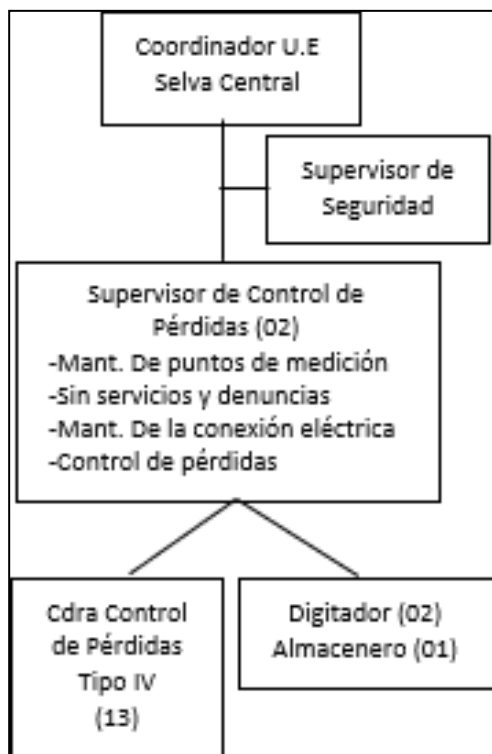 Coordinador U.E
Selva Central
Supervisor de
Seguridad
Supervisor de Control de
Pérdidas (02)
-Mant. De puntos de medición
-Sin servicios y denuncias
-Mant. De la conexión eléctrica
-Control de pérdidas
Cdra Control
de Pérdidas
Tipo IV
(13)
Digitador (02)
Almacenero (01)